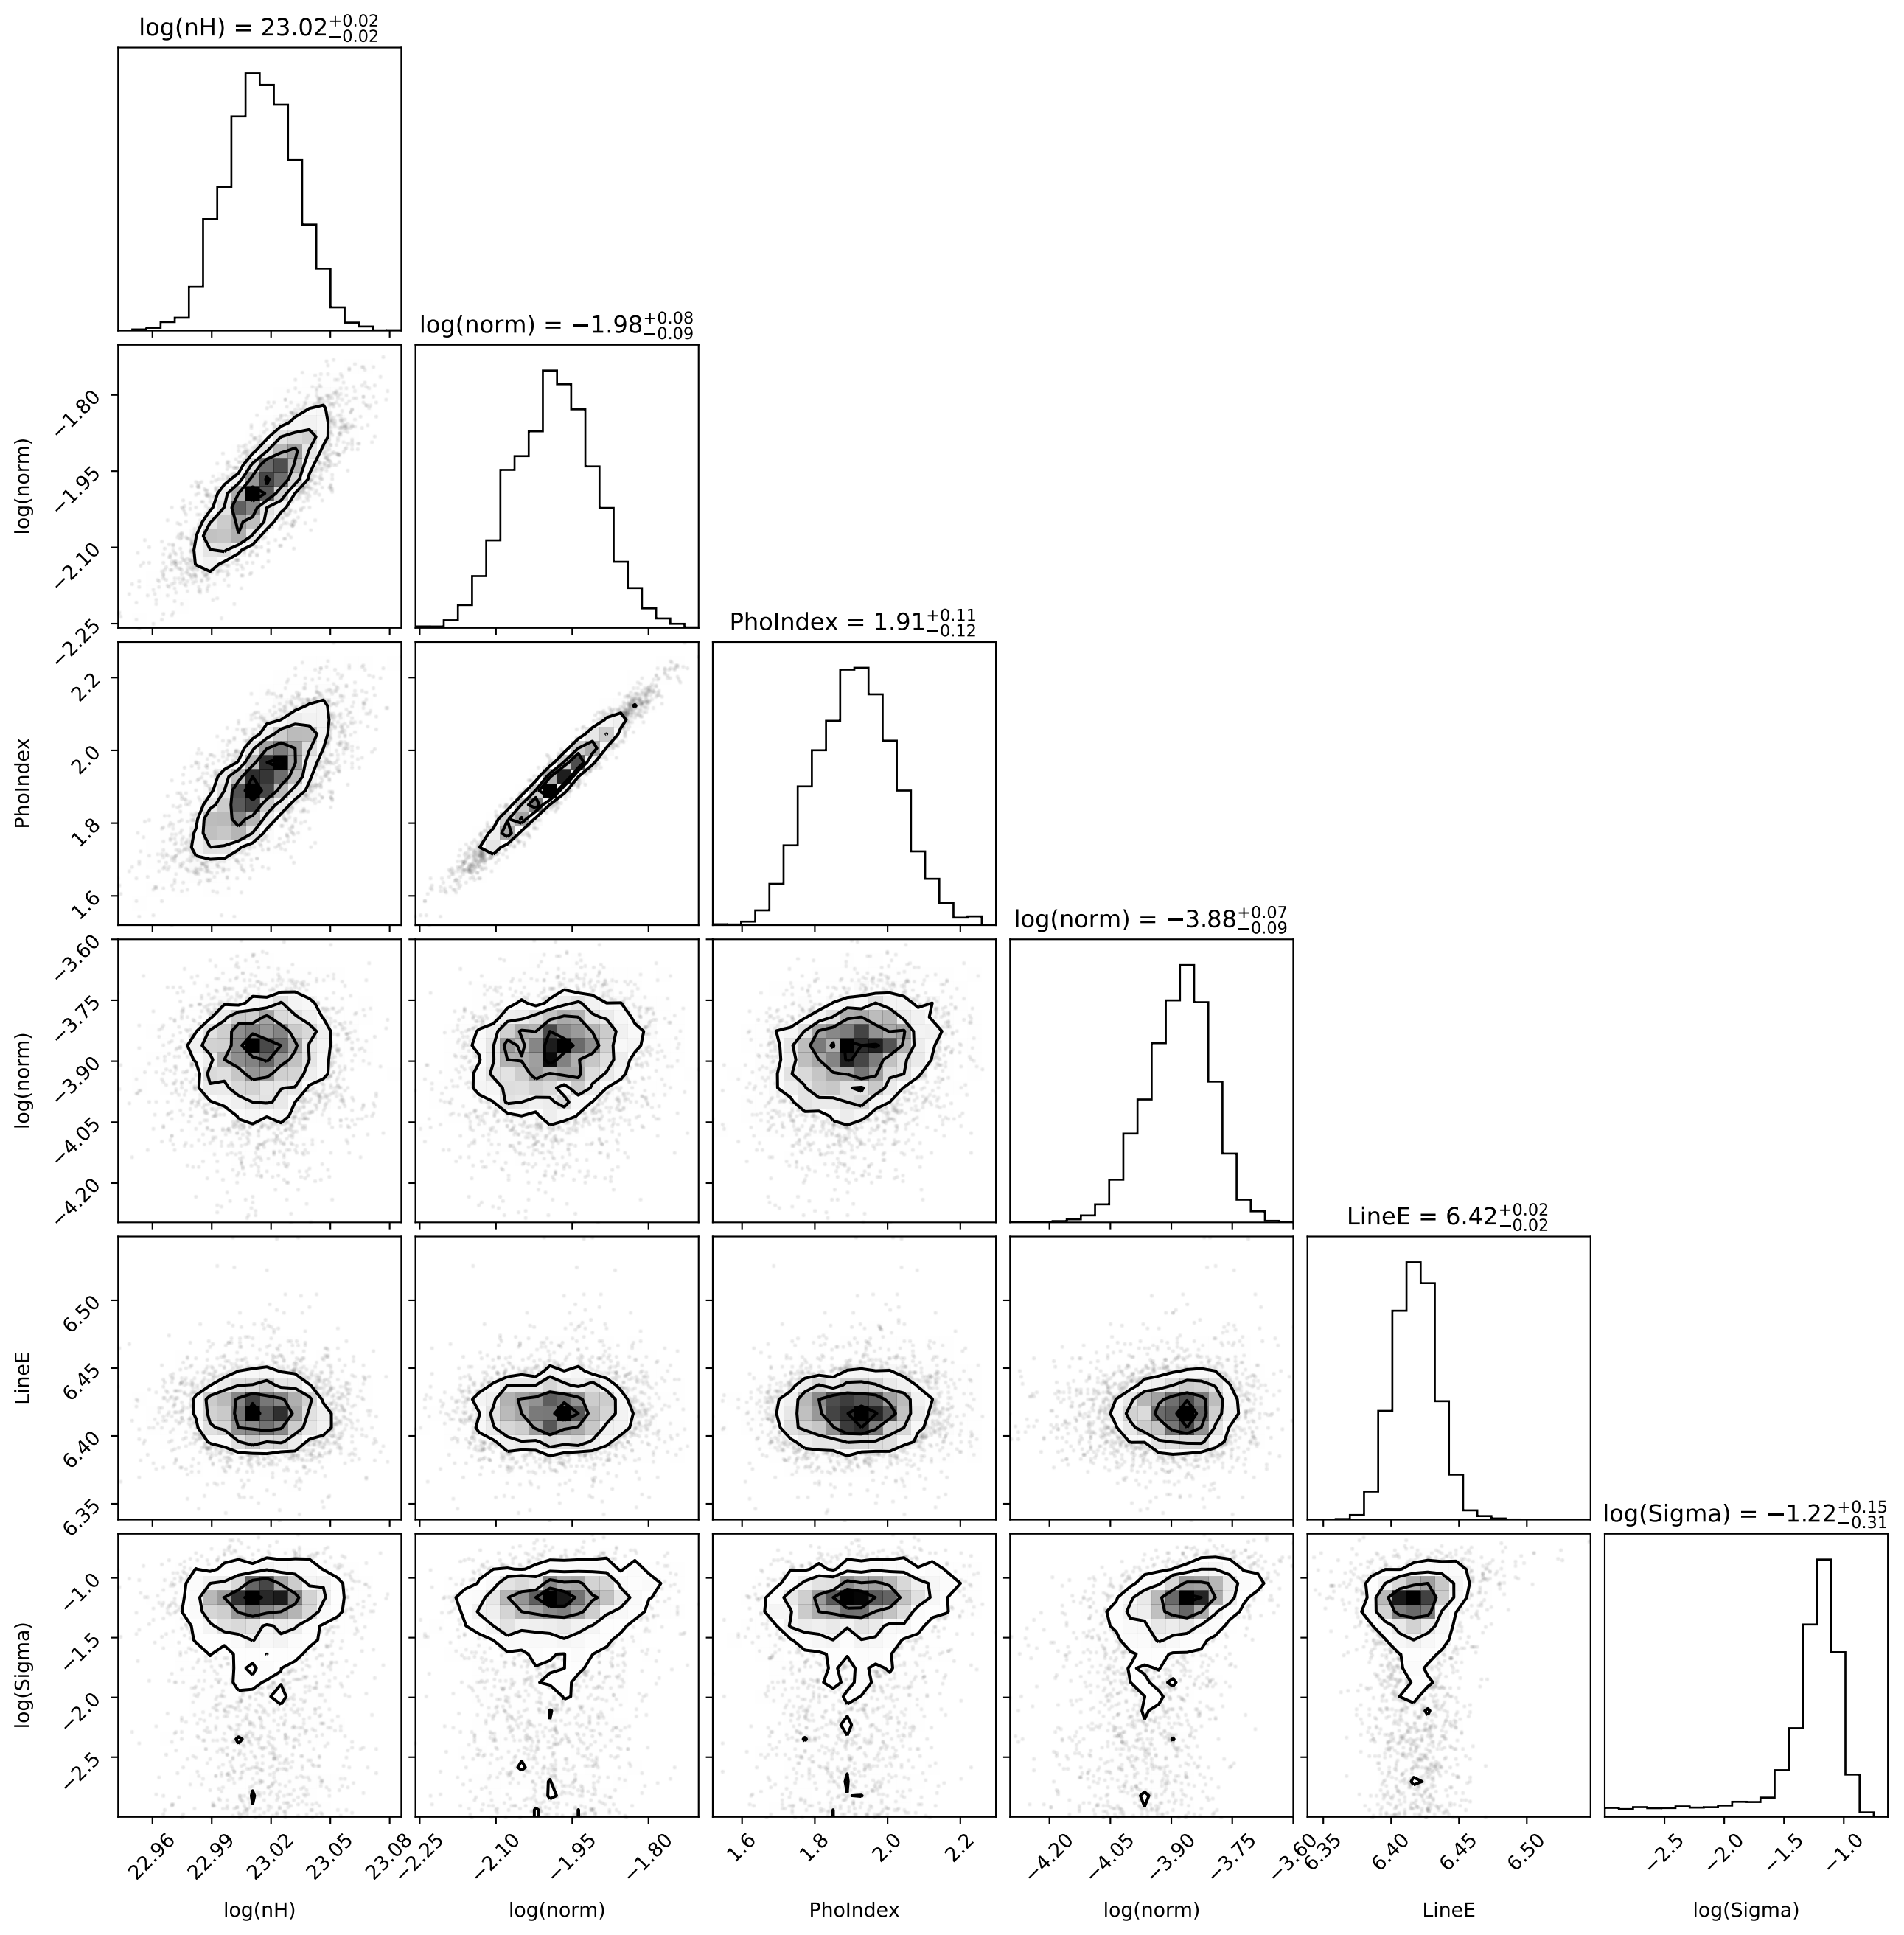 log(nH) = 23.02+0.02−0.02
log(norm) = −1.98+0.08−0.09
−1.80
−1.95
−2.10
−2.25
log(norm)
PhoIndex = 1.91+0.11−0.12
2.2
2.0
1.8
1.6
PhoIndex
log(norm) = −3.88+0.07−0.09
−3.60
−3.75
−3.90
−4.05
−4.20
log(norm)
LineE = 6.42+0.02−0.02
6.50
6.45
6.40
6.35
LineE
log(Sigma) = −1.22+0.15−0.31
−1.0
−1.5
−2.0
−2.5
log(Sigma)
22.96 22.99 23.02 23.05 23.08 −2.25 −2.10 −1.95 −1.80 1.6 1.8 2.0 2.2 −4.20 −4.05 −3.90 −3.75 −3.60 6.35 6.40 6.45 6.50 −2.5 −2.0 −1.5 −1.0
log(nH) log(norm) PhoIndex log(norm) LineE log(Sigma)